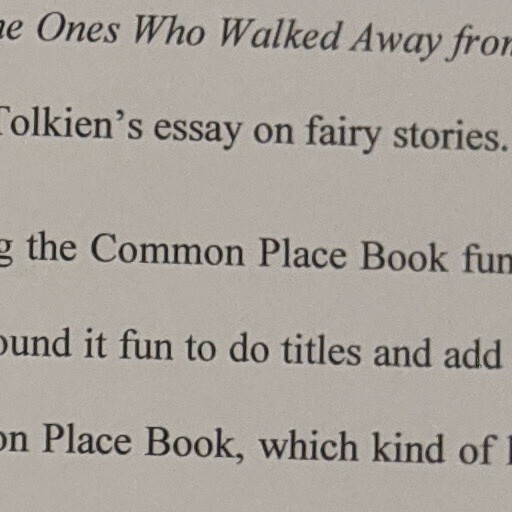 he Ones Who Walked Away from
Tolkien's essay on fairy stories.
g the Common Place Book fun
ound it fun to do titles and add
on Place Book, which kind of